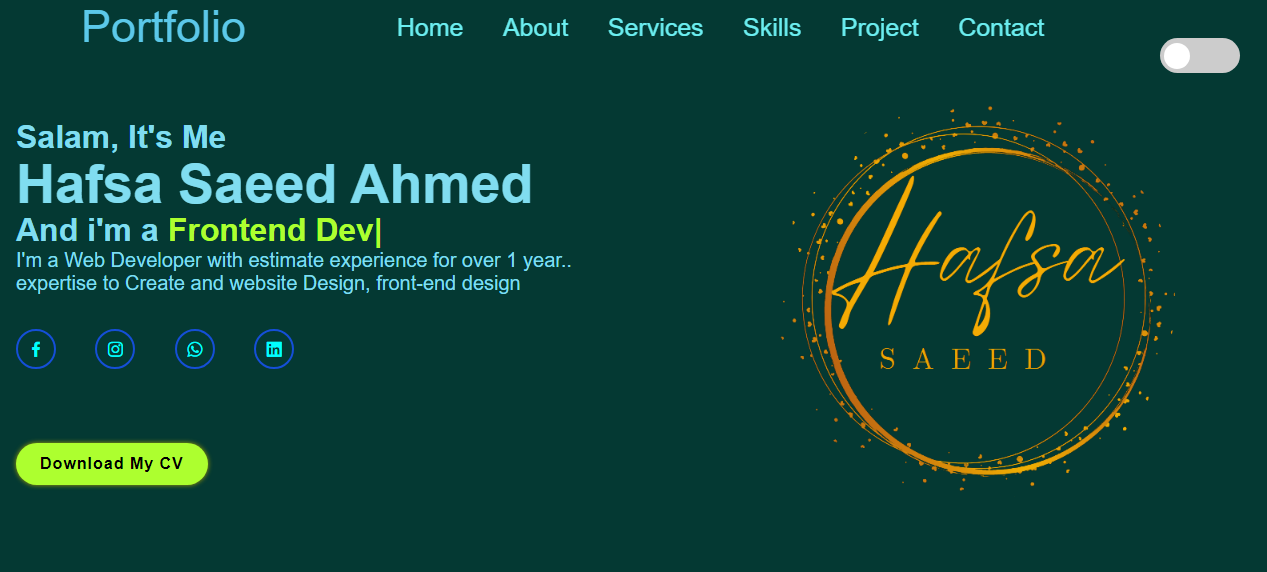 Portfolio
Home About Services Skills Project Contact
Salam, It's Me
Hafsa Saeed Ahmed
And i'm a Frontend Dev|
I'm a Web Developer with estimate experience for over 1 year..
expertise to Create and website Design, front-end design
Download My CV
Hafsa
SAEED